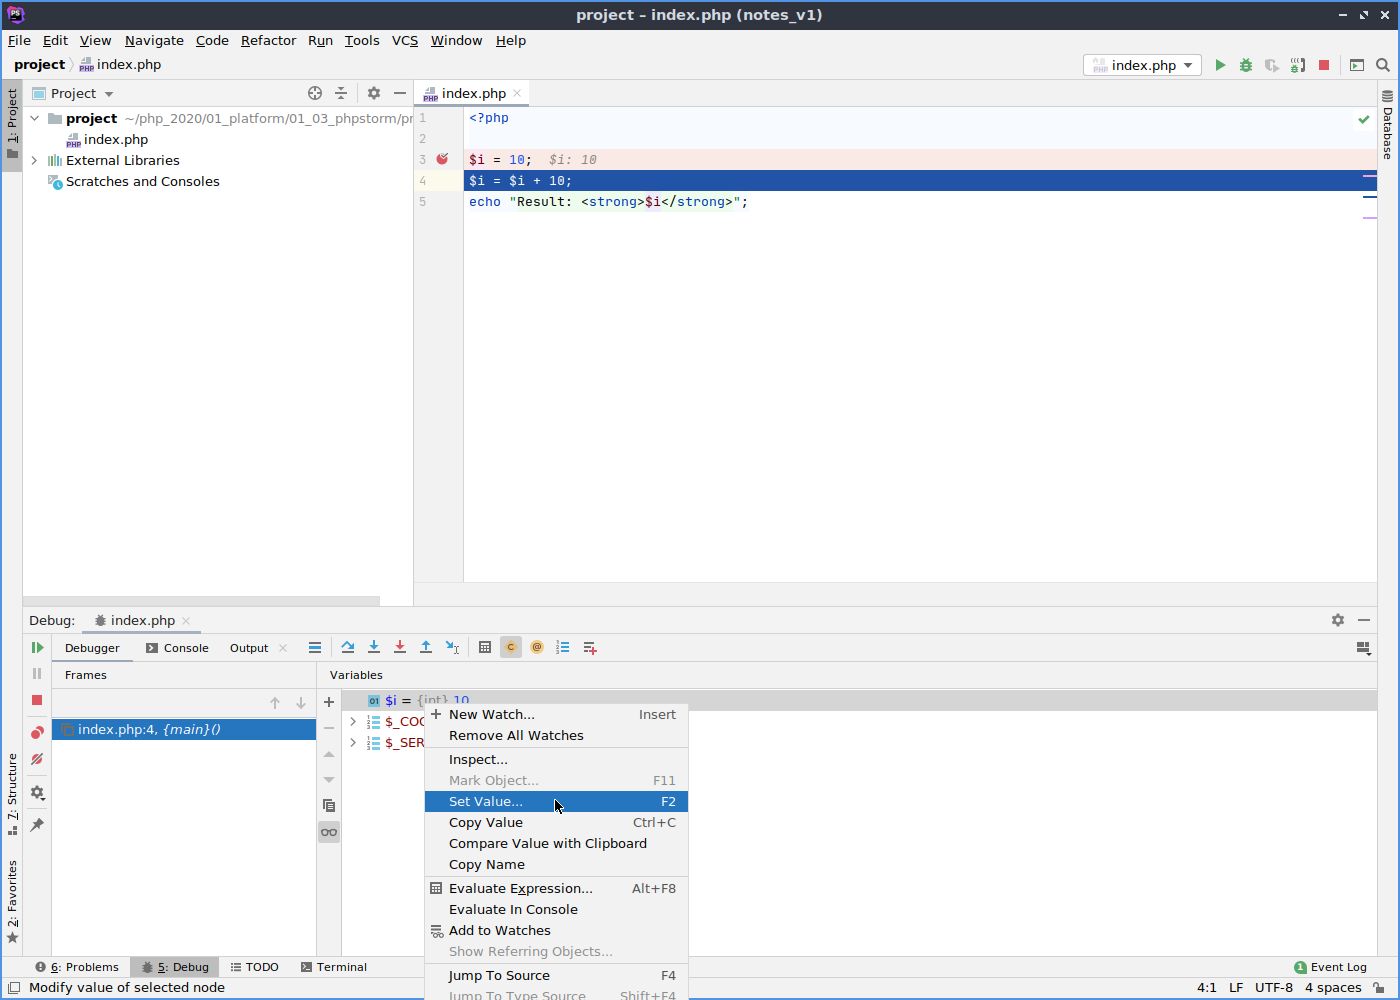 project – index.php (notes_v1)
File Edit View Navigate Code Refactor Run Tools VCS Window Help
project index.php
index.php
1: Project
Project
project ~/php_2020/01_platform/01_03_phpstorm/pr
index.php
External Libraries
Scratches and Consoles
index.php
1 <?php
2
3 $i = 10; $i: 10
4 $i = $i + 10;
5 echo "Result: <strong>$i</strong>";
Database
Debug: index.php
Debugger Console Output
Frames
Variables
index.php:4, {main}()
$i = {int} 10
$_COO
$_SER
New Watch... Insert
Remove All Watches
Inspect...
Mark Object... F11
Set Value... F2
Copy Value Ctrl+C
Compare Value with Clipboard
Copy Name
Evaluate Expression... Alt+F8
Evaluate In Console
Add to Watches
Show Referring Objects...
Jump To Source F4
Jump To Type Source Shift+F4
7: Structure
2: Favorites
6: Problems 5: Debug TODO Terminal
1 Event Log
Modify value of selected node
4:1 LF UTF-8 4 spaces